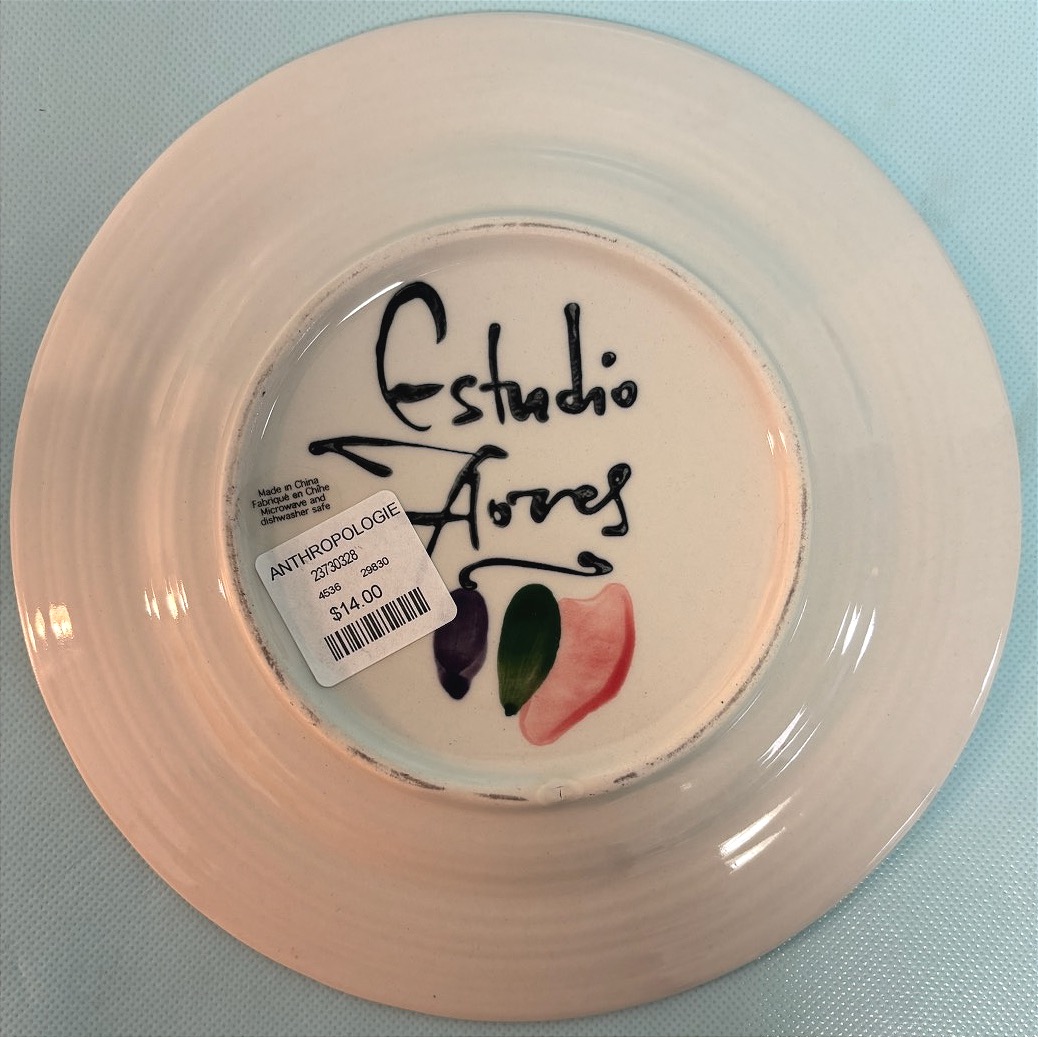 Estudio
Torres
Made in China
Fabriqué en Chine
Microwave and
dishwasher safe
ANTHROPOLOGIE
23730328
4536 29830
$14.00